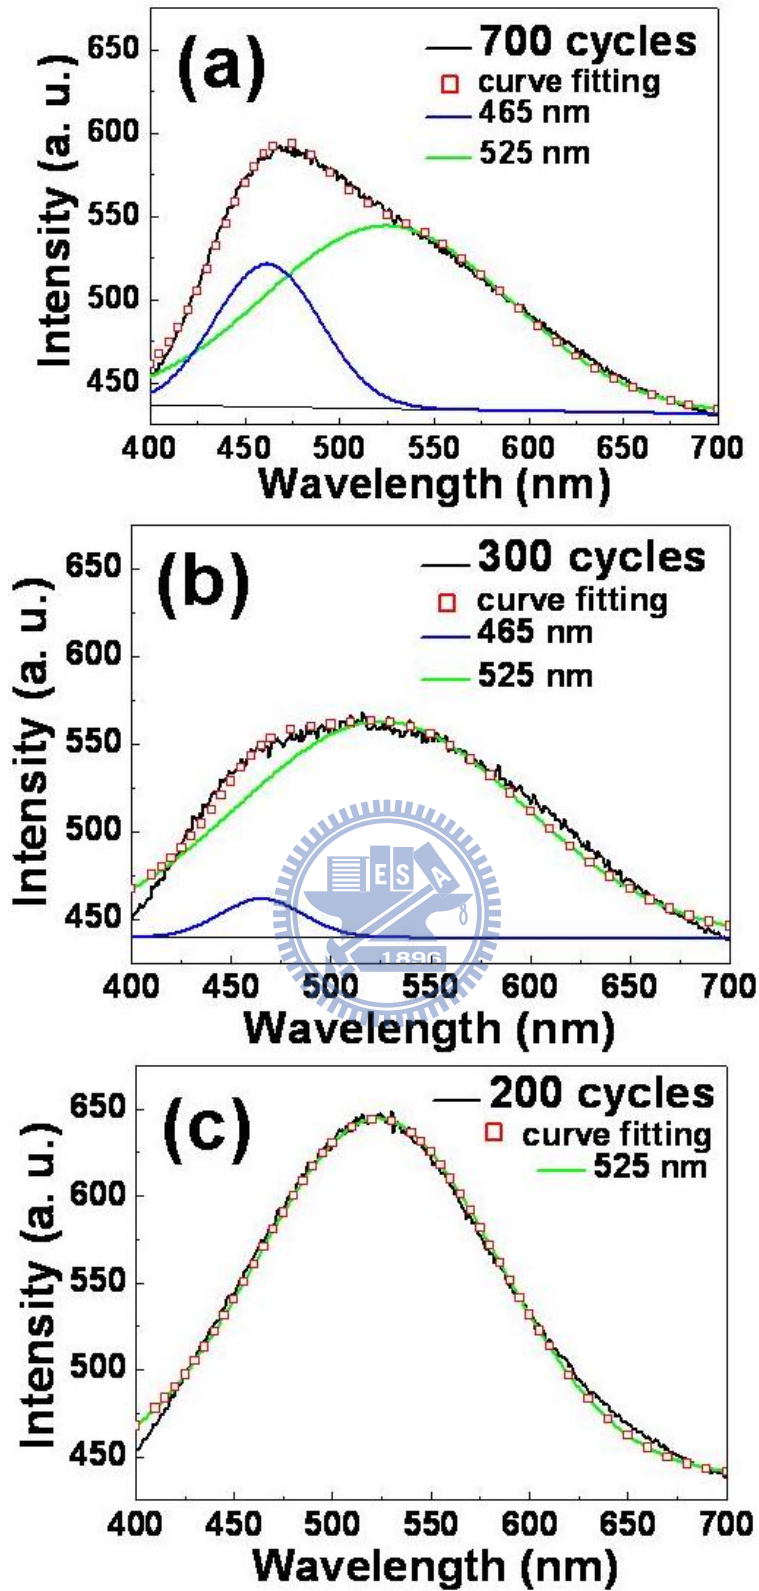 (a)
700 cycles
curve fitting
465 nm
525 nm
Intensity (a. u.)
650
600
550
500
450
400 450 500 550 600 650 700
Wavelength (nm)
(b)
300 cycles
curve fitting
465 nm
525 nm
Intensity (a. u.)
650
600
550
500
450
E S A
1896
400 450 500 550 600 650 700
Wavelength (nm)
(c)
200 cycles
curve fitting
525 nm
Intensity (a. u.)
650
600
550
500
450
400 450 500 550 600 650 700
Wavelength (nm)